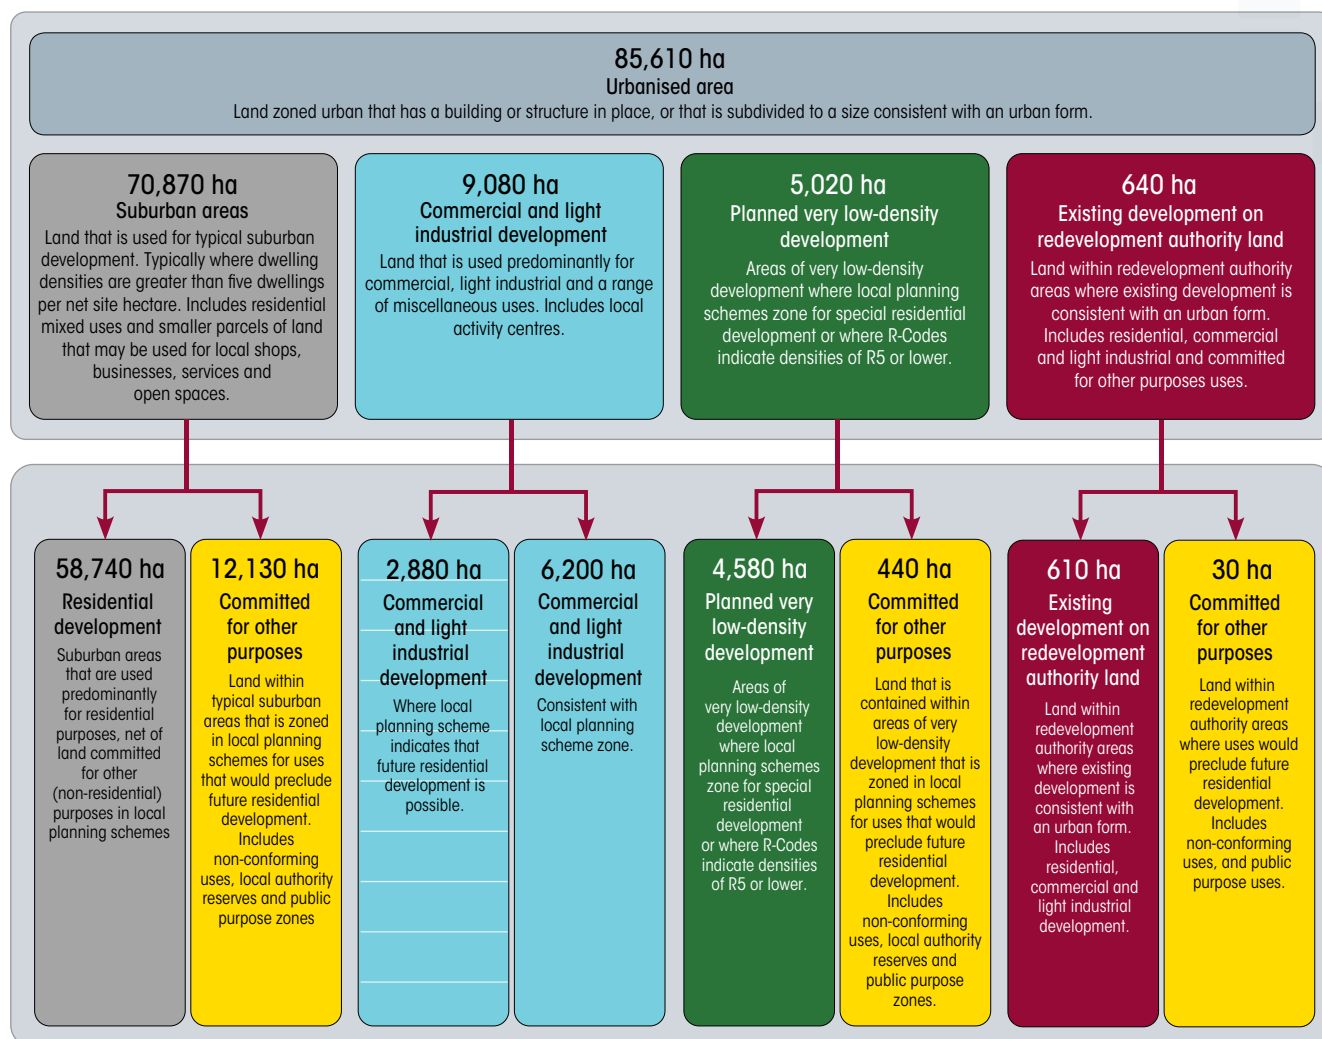 85,610 ha
Urbanised area
Land zoned urban that has a building or structure in place, or that is subdivided to a size consistent with an urban form.
70,870 ha
Suburban areas
Land that is used for typical suburban
development. Typically where dwelling
densities are greater than five dwellings
per net site hectare. Includes residential
mixed uses and smaller parcels of land
that may be used for local shops,
businesses, services and
open spaces.
9,080 ha
Commercial and light
industrial development
Land that is used predominantly for
commercial, light industrial and a range
of miscellaneous uses. Includes local
activity centres.
5,020 ha
Planned very low-density
development
Areas of very low-density
development where local planning
schemes zone for special residential
development or where R-Codes
indicate densities of R5 or lower.
640 ha
Existing development on
redevelopment authority land
Land within redevelopment authority
areas where existing development is
consistent with an urban form.
Includes residential, commercial
and light industrial and committed
for other purposes uses.
58,740 ha
Residential
development
Suburban areas
that are used
predominantly
for residential
purposes, net of
land committed
for other
(non-residential)
purposes in local
planning schemes
12,130 ha
Committed
for other
purposes
Land within
typical suburban
areas that is zoned
in local planning
schemes for uses
that would preclude
future residential
development.
Includes
non-conforming
uses, local authority
reserves and public
purpose zones
2,880 ha
Commercial
and light
industrial
development
Where local
planning scheme
indicates that
future residential
development is
possible.
6,200 ha
Commercial
and light
industrial
development
Consistent with
local planning
scheme zone.
4,580 ha
Planned very
low-density
development
Areas of
very low-density
development
where local
planning schemes
zone for special
residential
development
or where R-Codes
indicate densities
of R5 or lower.
440 ha
Committed
for other
purposes
Land that is
contained within
areas of very
low-density
development that is
zoned in local
planning schemes
for uses that would
preclude future
residential
development.
Includes
non-conforming
uses, local authority
reserves and
public purpose
zones.
610 ha
Existing
development on
redevelopment
authority land
Land within
redevelopment
authority areas
where existing
development is
consistent with
an urban form.
Includes
residential,
commercial and
light industrial
development.
30 ha
Committed
for other
purposes
Land within
redevelopment
authority areas
where uses would
preclude future
residential
development.
Includes
non-conforming
uses, and public
purpose uses.